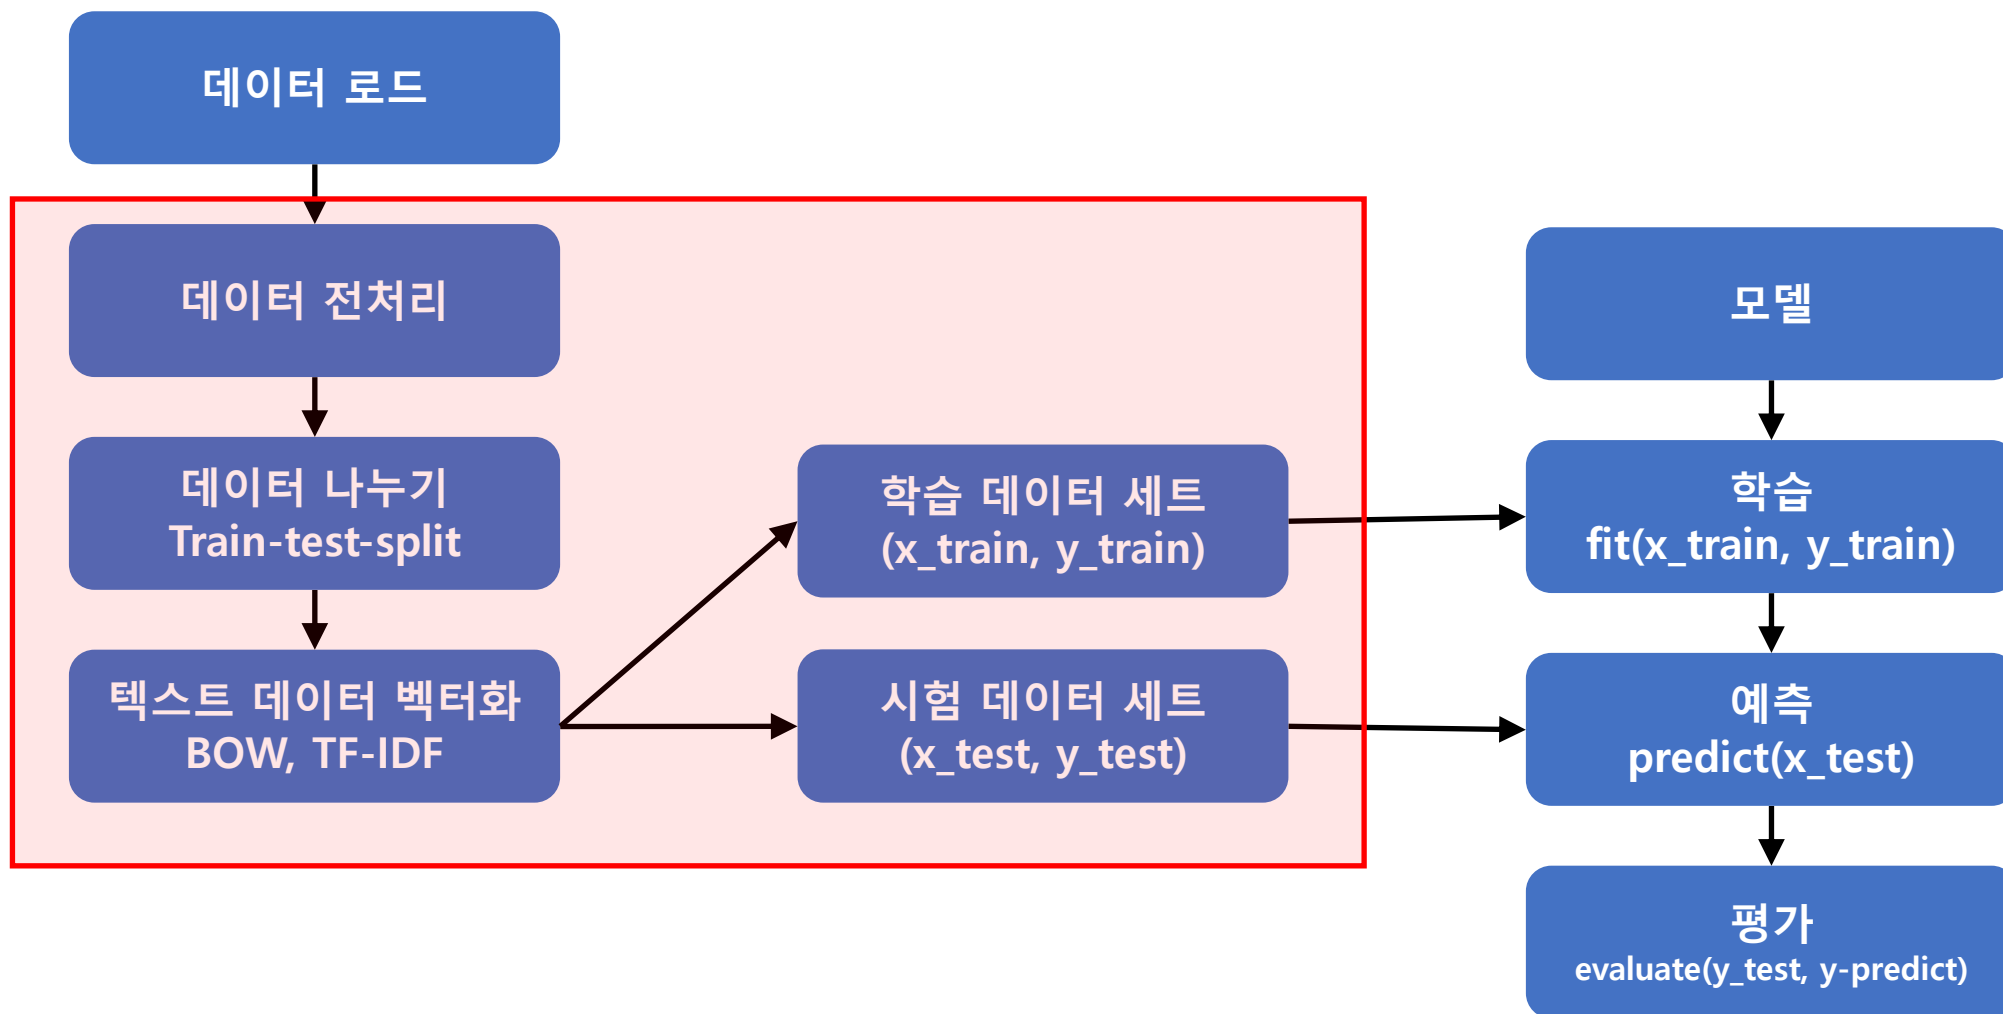 데이터 로드
데이터 전처리
데이터 나누기
Train-test-split
텍스트 데이터 벡터화
BOW, TF-IDF
학습 데이터 세트
(x_train, y_train)
시험 데이터 세트
(x_test, y_test)
모델
학습
fit(x_train, y_train)
예측
predict(x_test)
평가
evaluate(y_test, y-predict)